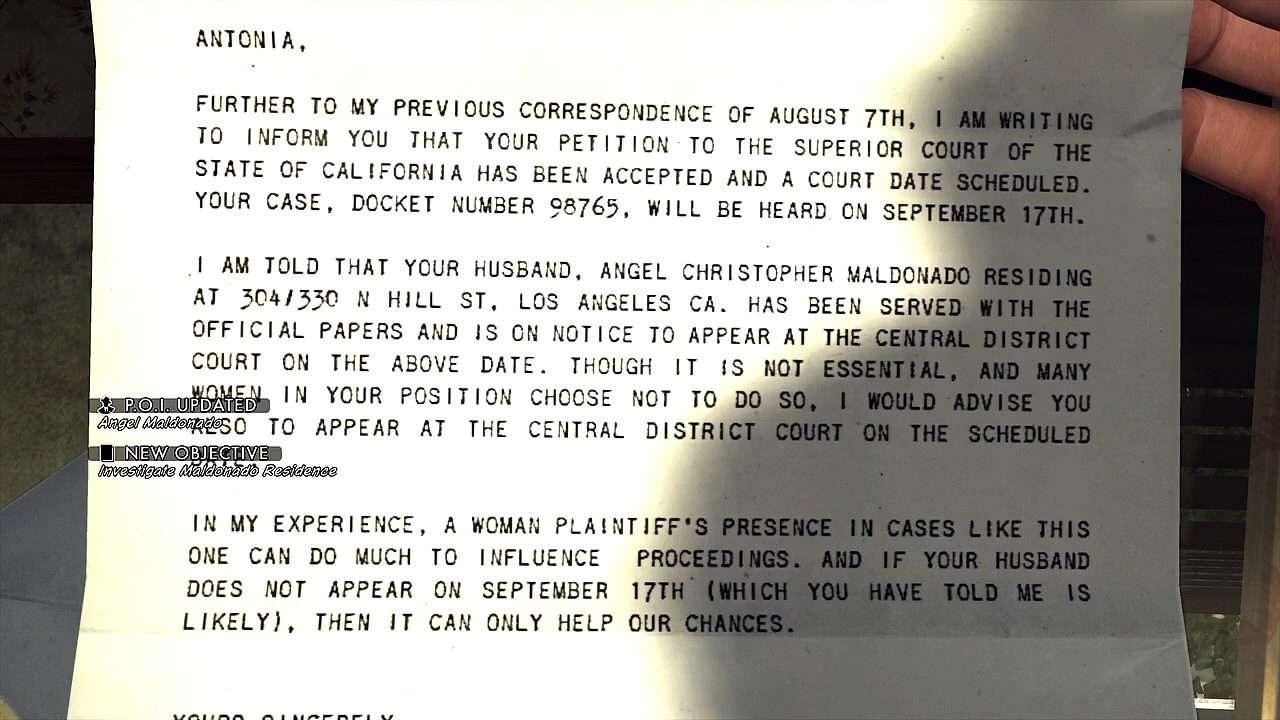 ANTONIA,
FURTHER TO MY PREVIOUS CORRESPONDENCE OF AUGUST 7TH, I AM WRITING
TO INFORM YOU THAT YOUR PETITION TO THE SUPERIOR COURT OF THE
STATE OF CALIFORNIA HAS BEEN ACCEPTED AND A COURT DATE SCHEDULED.
YOUR CASE, DOCKET NUMBER 98765, WILL BE HEARD ON SEPTEMBER 17TH.
I AM TOLD THAT YOUR HUSBAND, ANGEL CHRISTOPHER MALDONADO RESIDING
AT 304/330 N HILL ST, LOS ANGELES CA. HAS BEEN SERVED WITH THE
OFFICIAL PAPERS AND IS ON NOTICE TO APPEAR AT THE CENTRAL DISTRICT
COURT ON THE ABOVE DATE. THOUGH IT IS NOT ESSENTIAL, AND MANY
WOMEN IN YOUR POSITION CHOOSE NOT TO DO SO, I WOULD ADVISE YOU
P.O.I. UPDATED
Angel Maldonado
ALSO TO APPEAR AT THE CENTRAL DISTRICT COURT ON THE SCHEDULED
NEW OBJECTIVE
Investigate Maldonado Residence
IN MY EXPERIENCE, A WOMAN PLAINTIFF'S PRESENCE IN CASES LIKE THIS
ONE CAN DO MUCH TO INFLUENCE PROCEEDINGS. AND IF YOUR HUSBAND
DOES NOT APPEAR ON SEPTEMBER 17TH (WHICH YOU HAVE TOLD ME IS
LIKELY), THEN IT CAN ONLY HELP OUR CHANCES.
YOURS SINCERELY